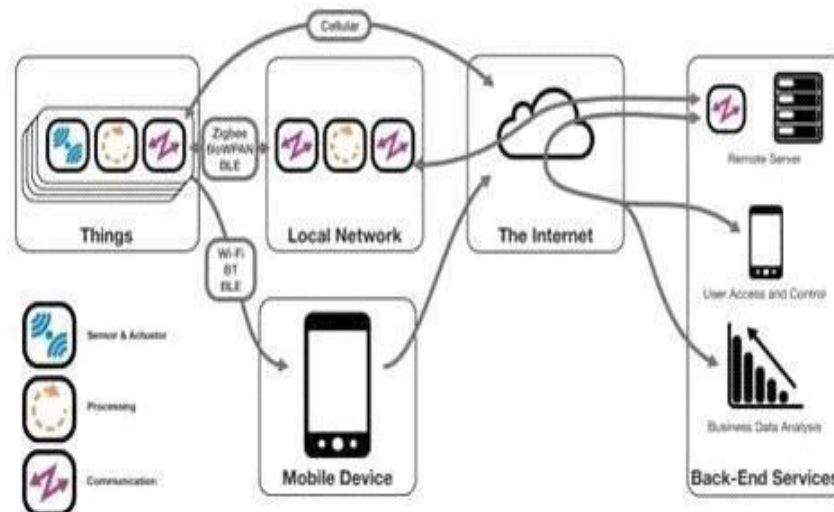 Cellular
Zigbee
6loWPAN
BLE
Things
Local Network
The Internet
Remote Server
Wi-Fi
BT
BLE
User Access and Control
Sensor & Actuator
Processing
Business Data Analysis
Communication
Mobile Device
Back-End Services